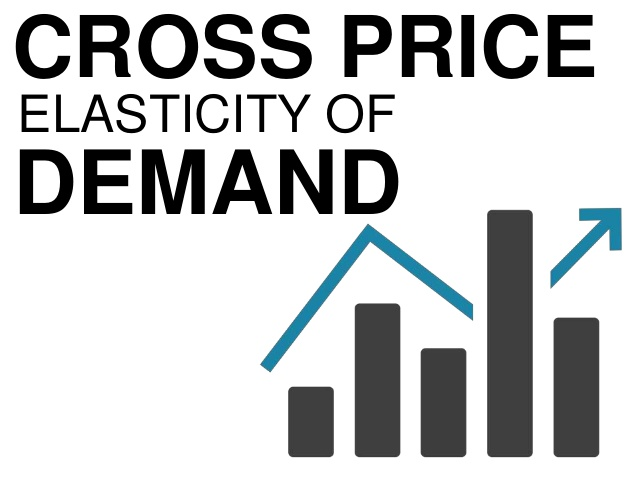 CROSS PRICE
ELASTICITY OF
DEMAND